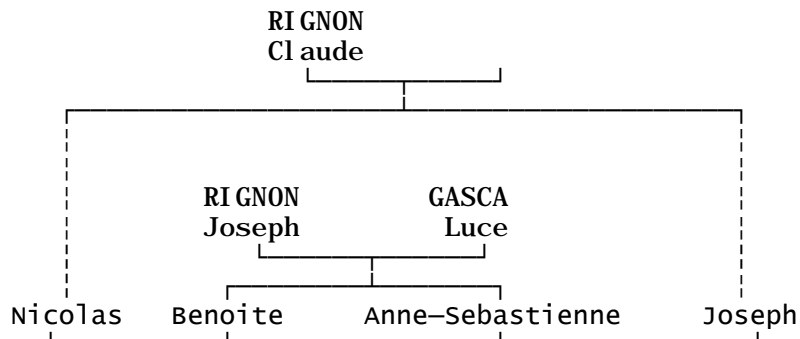 RIGNON
Claude
RIGNON GASCA
Joseph Luce
Nicolas Benoite Anne—Sebastienne Joseph